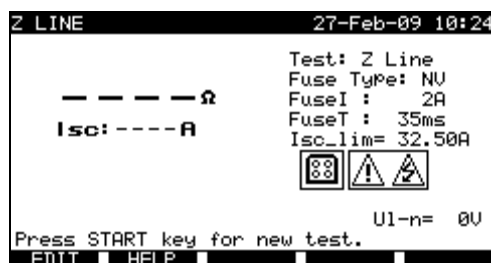 Z LINE 27-Feb-09 10:24
Test: Z Line
Fuse Type: NV
FuseI : 2A
----Ω
FuseT : 35ms
Isc:----A
Isc_lim= 32.50A
Ul-n= 0V
Press START key for new test.
EDIT HELP